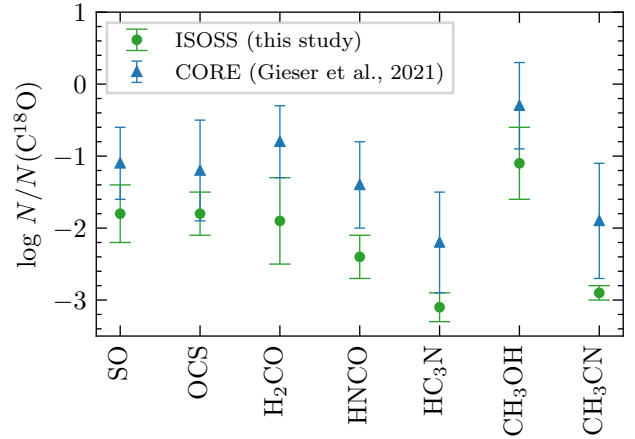 1
0
−1
−2
−3
log N/N(C¹⁸O)
ISOSS (this study)
CORE (Gieser et al., 2021)
SO
OCS
H₂CO
HNCO
HC₃N
CH₃OH
CH₃CN